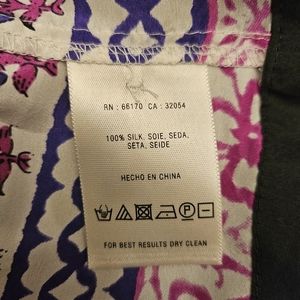 RN : 66170 CA : 32054
100% SILK, SOIE, SEDA,
SETA, SEIDE
HECHO EN CHINA
P
FOR BEST RESULTS DRY CLEAN